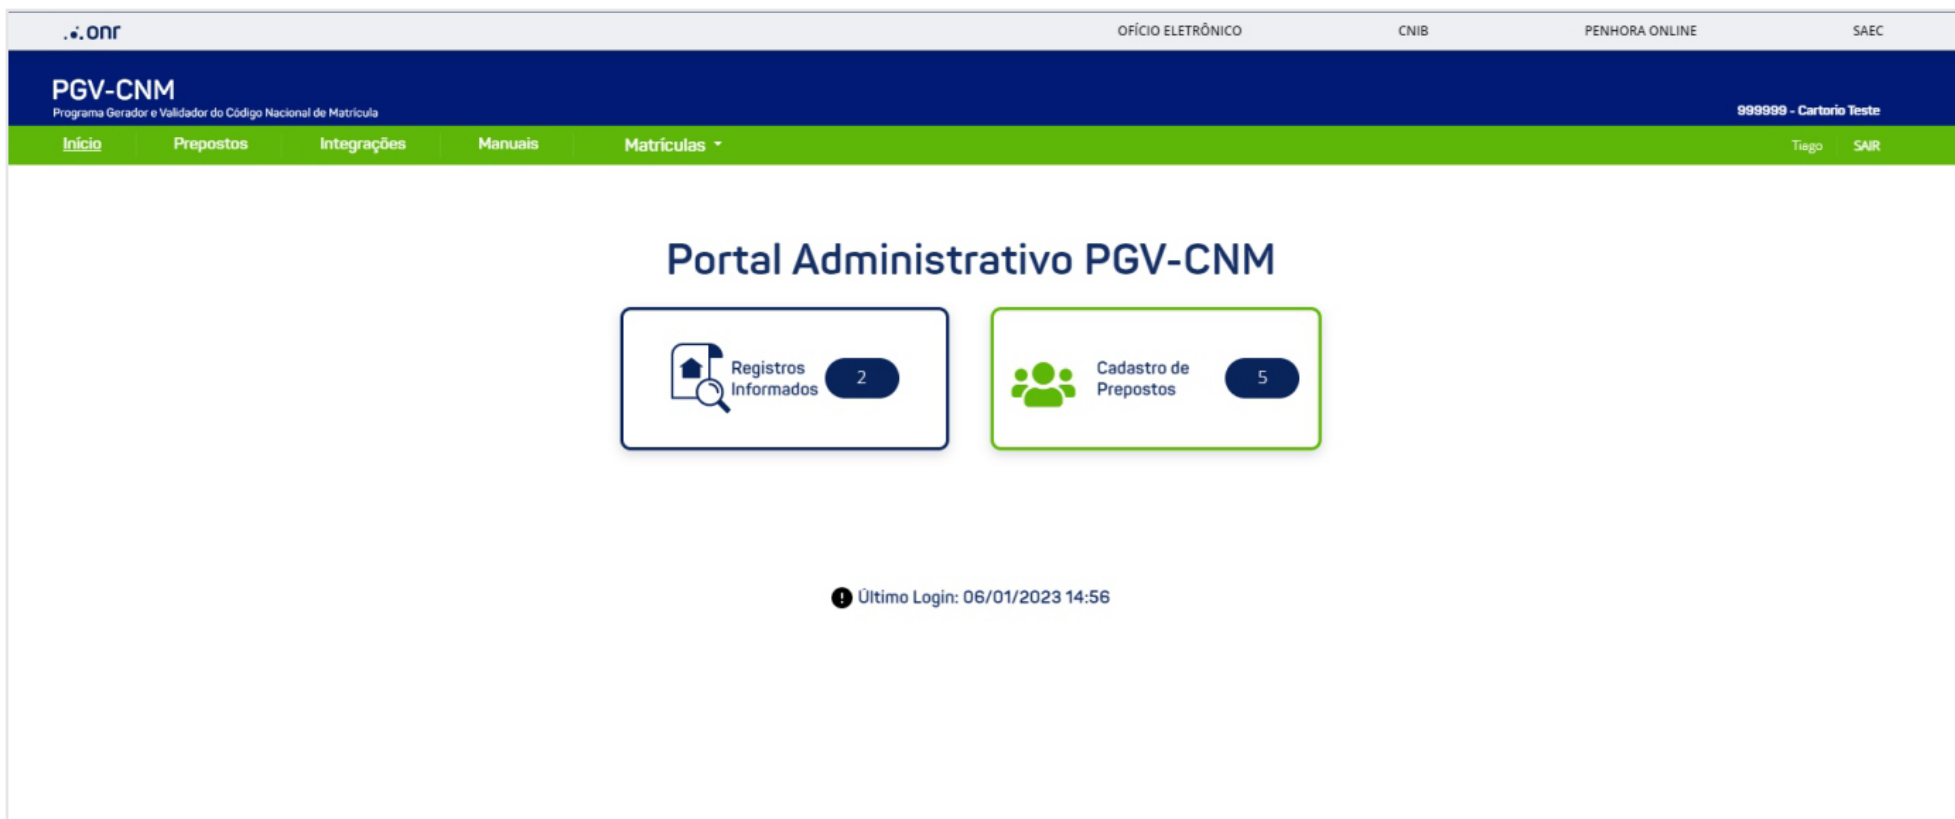 onr
OFÍCIO ELETRÔNICO CNIB PENHORA ONLINE SAEC
PGV-CNM
Programa Gerador e Validador do Código Nacional de Matrícula
999999 - Cartorio Teste
Início Prepostos Integrações Manuais Matrículas
Tiago SAIR
Portal Administrativo PGV-CNM
Registros
Informados
2
Cadastro de
Prepostos
5
Último Login: 06/01/2023 14:56